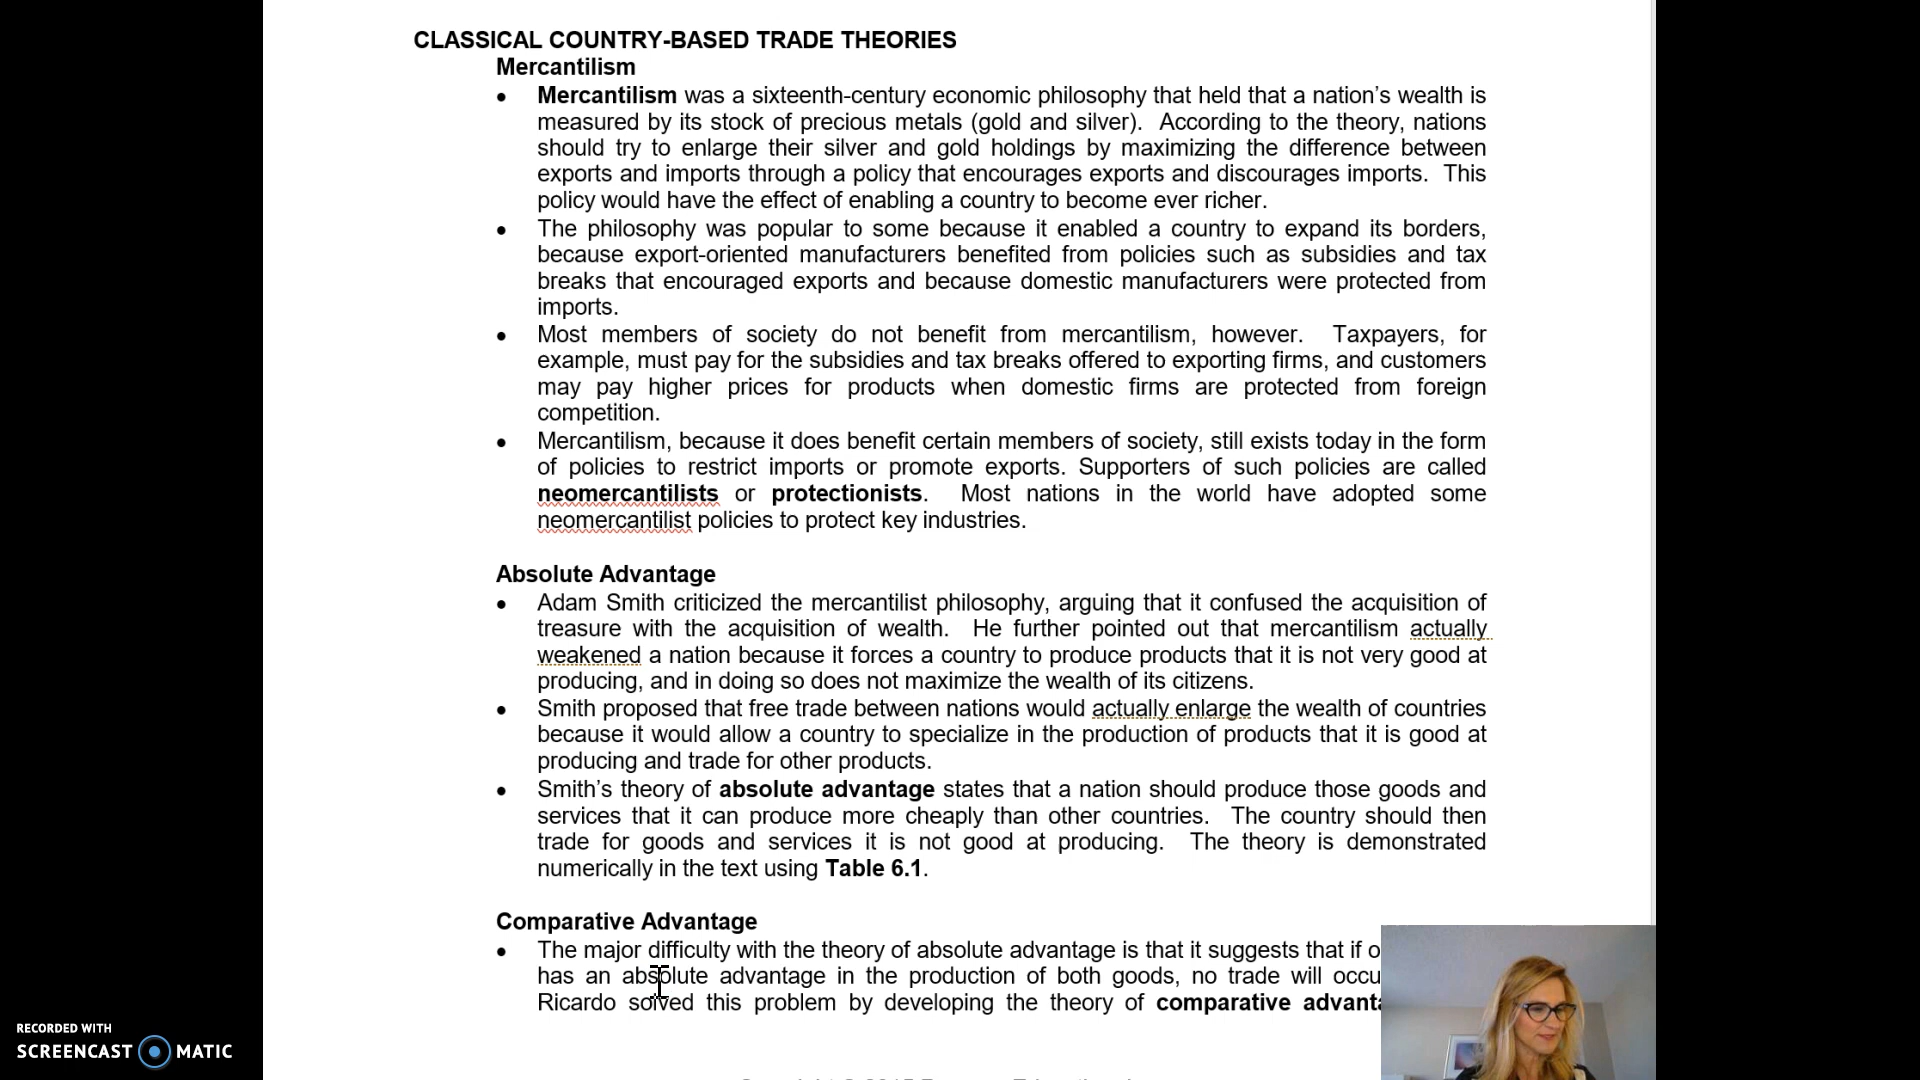 CLASSICAL COUNTRY-BASED TRADE THEORIES
Mercantilism
• Mercantilism was a sixteenth-century economic philosophy that held that a nation’s wealth is
measured by its stock of precious metals (gold and silver). According to the theory, nations
should try to enlarge their silver and gold holdings by maximizing the difference between
exports and imports through a policy that encourages exports and discourages imports. This
policy would have the effect of enabling a country to become ever richer.
• The philosophy was popular to some because it enabled a country to expand its borders,
because export-oriented manufacturers benefited from policies such as subsidies and tax
breaks that encouraged exports and because domestic manufacturers were protected from
imports.
• Most members of society do not benefit from mercantilism, however. Taxpayers, for
example, must pay for the subsidies and tax breaks offered to exporting firms, and customers
may pay higher prices for products when domestic firms are protected from foreign
competition.
• Mercantilism, because it does benefit certain members of society, still exists today in the form
of policies to restrict imports or promote exports. Supporters of such policies are called
neomercantilists or protectionists. Most nations in the world have adopted some
neomercantilist policies to protect key industries.
Absolute Advantage
• Adam Smith criticized the mercantilist philosophy, arguing that it confused the acquisition of
treasure with the acquisition of wealth. He further pointed out that mercantilism actually
weakened a nation because it forces a country to produce products that it is not very good at
producing, and in doing so does not maximize the wealth of its citizens.
• Smith proposed that free trade between nations would actually enlarge the wealth of countries
because it would allow a country to specialize in the production of products that it is good at
producing and trade for other products.
• Smith’s theory of absolute advantage states that a nation should produce those goods and
services that it can produce more cheaply than other countries. The country should then
trade for goods and services it is not good at producing. The theory is demonstrated
numerically in the text using Table 6.1.
Comparative Advantage
• The major difficulty with the theory of absolute advantage is that it suggests that if
has an absolute advantage in the production of both goods, no trade will
Ricardo solved this problem by developing the theory of comparative
RECORDED WITH
SCREENCAST MATIC